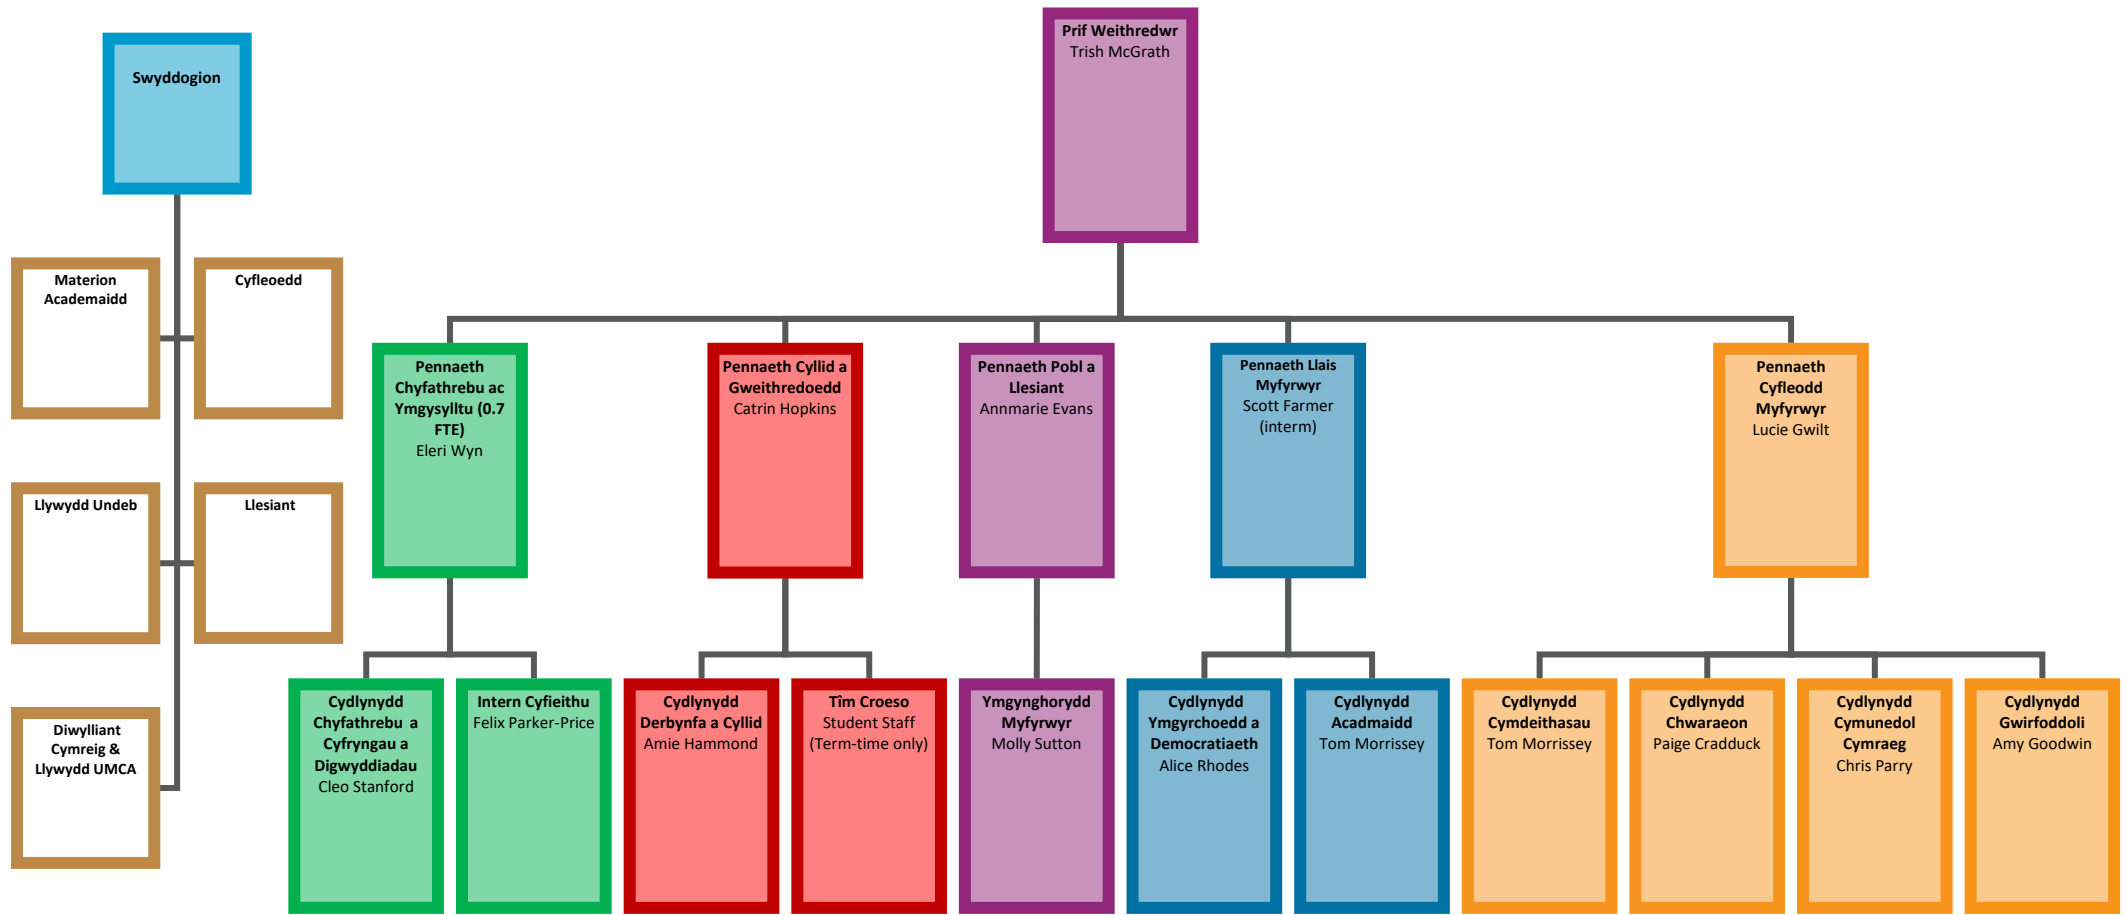 Swyddogion
Materion
Academaidd
Cyfleoedd
Llywydd Undeb
Llesiant
Diwylliant
Cymreig &
Llywydd UMCA
Prif Weithredwr
Trish McGrath
Pennaeth
Chyfathrebu ac
Ymgysylltu (0.7
FTE)
Eleri Wyn
Pennaeth Cyllid a
Gweithredoedd
Catrin Hopkins
Pennaeth Pobl a
Llesiant
Annmarie Evans
Pennaeth Llais
Myfyrwyr
Scott Farmer
(interm)
Pennaeth
Cyfleodd
Myfyrwyr
Lucie Gwilt
Cydlynydd
Chyfathrebu a
Cyfryngau a
Digwyddiadau
Cleo Stanford
Intern Cyfieithu
Felix Parker-Price
Cydlynydd
Derbynfa a Cyllid
Amie Hammond
Tîm Croeso
Student Staff
(Term-time only)
Ymgynghorydd
Myfyrwyr
Molly Sutton
Cydlynydd
Ymgyrchoedd a
Democratiaeth
Alice Rhodes
Cydlynydd
Acadmaidd
Tom Morrissey
Cydlynydd
Cymdeithasau
Tom Morrissey
Cydlynydd
Chwaraeon
Paige Cradduck
Cydlynydd
Cymunedol
Cymraeg
Chris Parry
Cydlynydd
Gwirfoddoli
Amy Goodwin